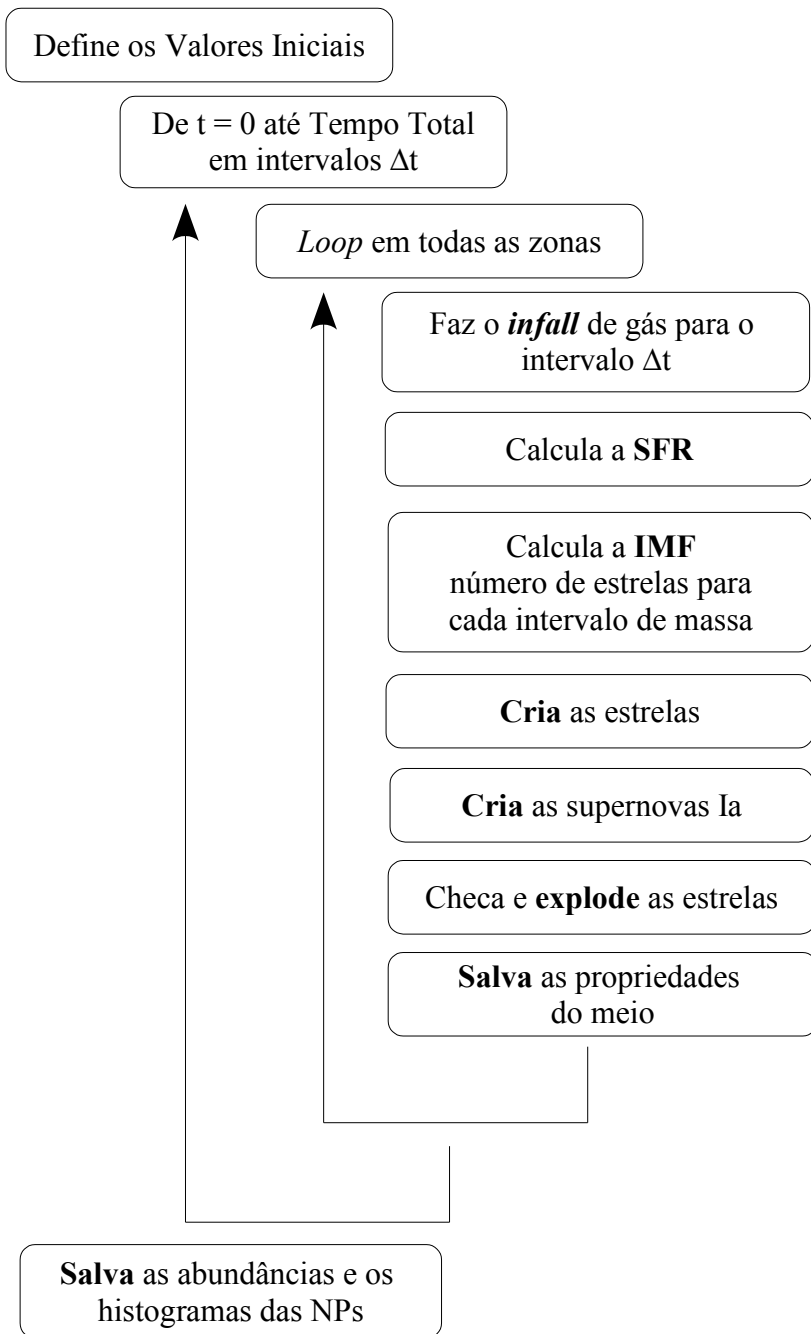 Define os Valores Iniciais
De t = 0 até Tempo Total
em intervalos Δt
Loop em todas as zonas
Faz o infall de gás para o
intervalo Δt
Calcula a SFR
Calcula a IMF
número de estrelas para
cada intervalo de massa
Cria as estrelas
Cria as supernovas Ia
Checa e explode as estrelas
Salva as propriedades
do meio
Salva as abundâncias e os
histogramas das NPs